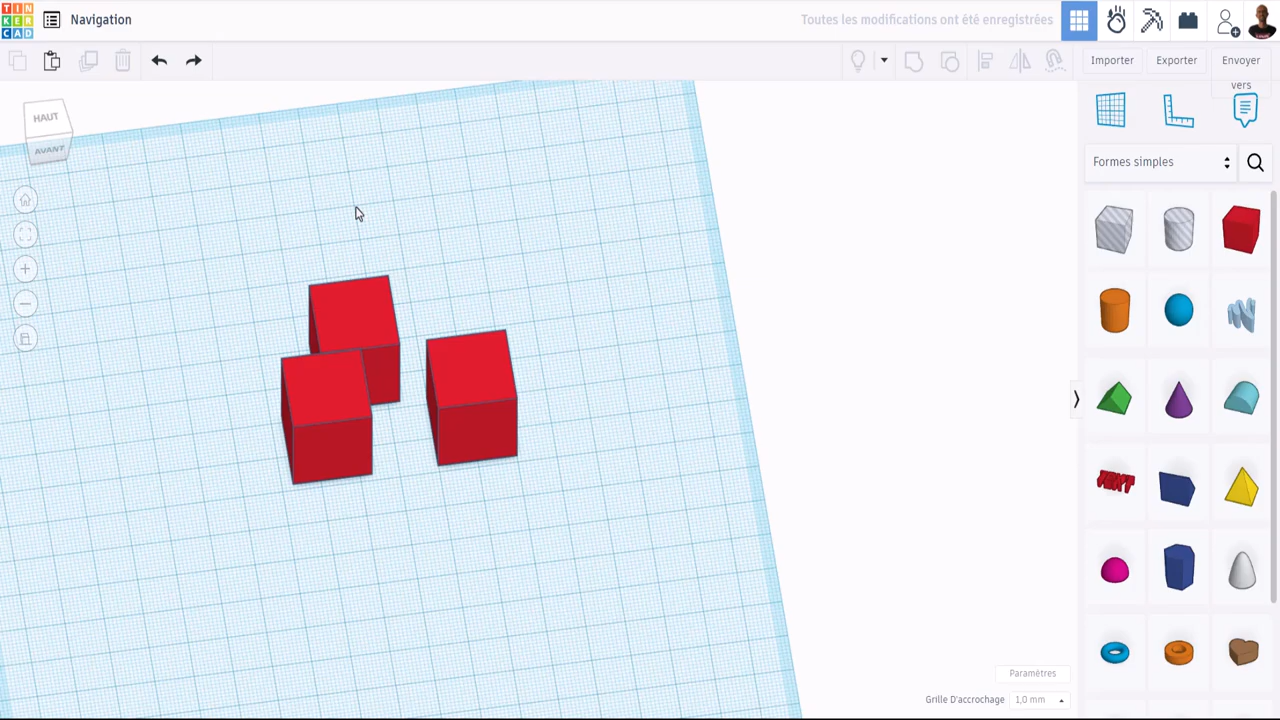 TIN
KER
CAD
Navigation
Toutes les modifications ont été enregistrées
Importer
Exporter
Envoyer
vers
HAUT
AVANT
Formes simples
TEXT
Paramètres
Grille D'accrochage
1,0 mm